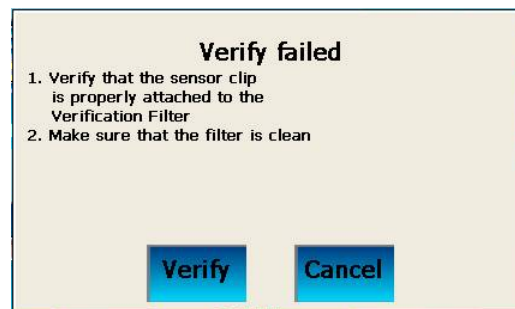 Verify failed
1. Verify that the sensor clip
is properly attached to the
Verification Filter
2. Make sure that the filter is clean
Verify Cancel